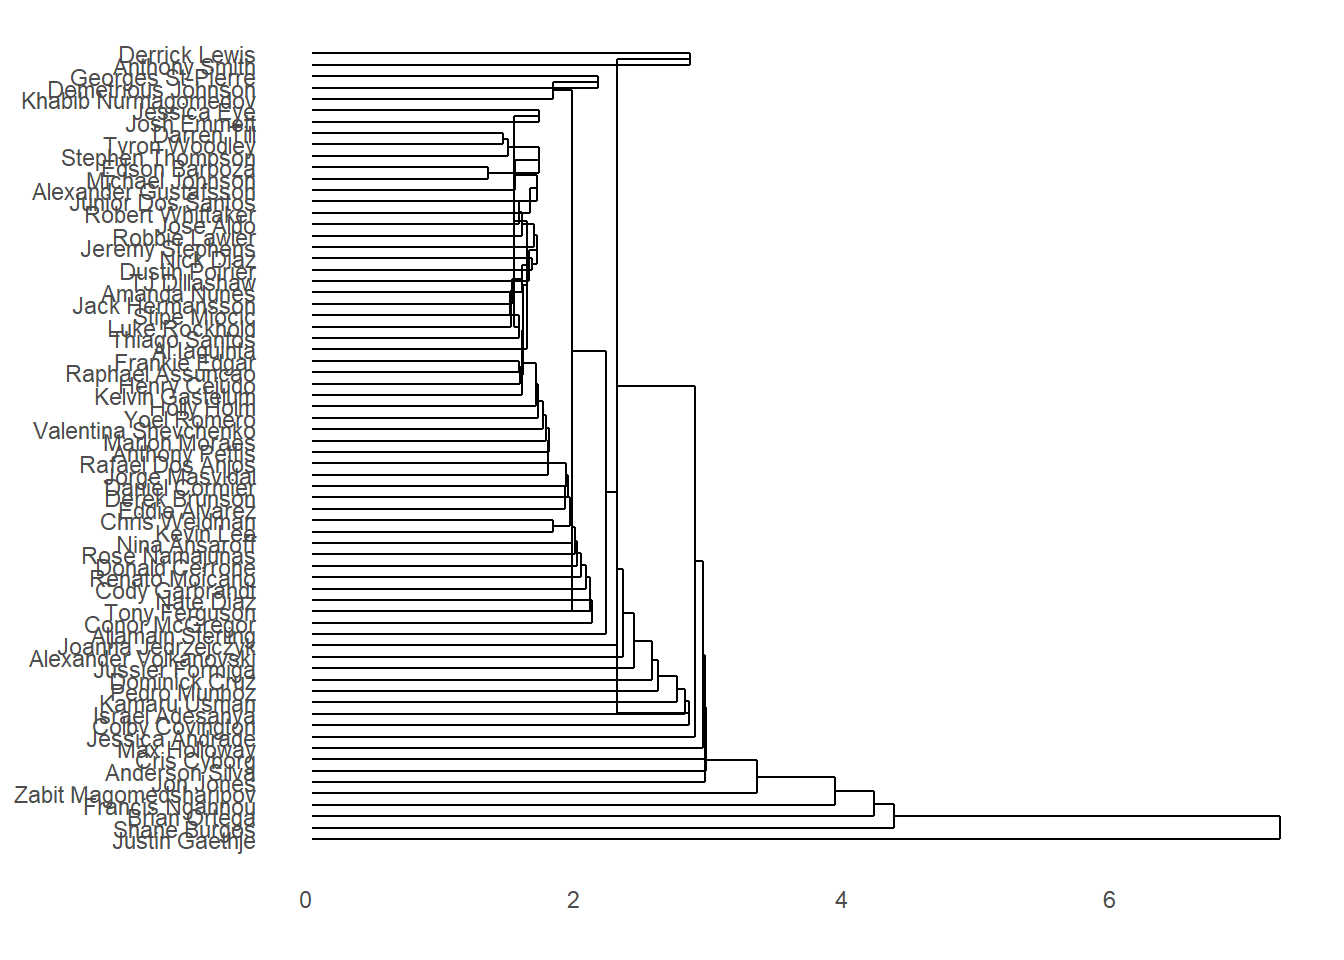 Derrick Lewis
Anthony Smith
Georges St-Pierre
Demetrious Johnson
Khabib Nurmagomedov
Jessica Eye
Josh Emmett
Darren Till
Tyron Woodley
Stephen Thompson
Edson Barboza
Michael Johnson
Alexander Gustafsson
Junior Dos Santos
Robert Whittaker
Jose Aldo
Robbie Lawler
Jeremy Stephens
Nick Diaz
Dustin Poirier
TJ Dillashaw
Amanda Nunes
Jack Hermansson
Stipe Miocic
Luke Rockhold
Thiago Santos
Al Iaquinta
Frankie Edgar
Raphael Assuncao
Henry Cejudo
Kelvin Gastelum
Holly Holm
Yoel Romero
Valentina Shevchenko
Marlon Moraes
Anthony Pettis
Rafael Dos Anjos
Jorge Masvidal
Daniel Cormier
Derek Brunson
Eddie Alvarez
Chris Weidman
Kevin Lee
Nina Ansaroff
Rose Namajunas
Donald Cerrone
Renato Moicano
Cody Garbrandt
Nate Diaz
Tony Ferguson
Conor McGregor
Aljamain Sterling
Joanna Jedrzejczyk
Alexander Volkanovski
Jussier Formiga
Dominick Cruz
Pedro Munhoz
Kamaru Usman
Israel Adesanya
Colby Covington
Jessica Andrade
Max Holloway
Cris Cyborg
Anderson Silva
Jon Jones
Zabit Magomedsharipov
Francis Ngannou
Brian Ortega
Shane Burgos
Justin Gaethje
0 2 4 6